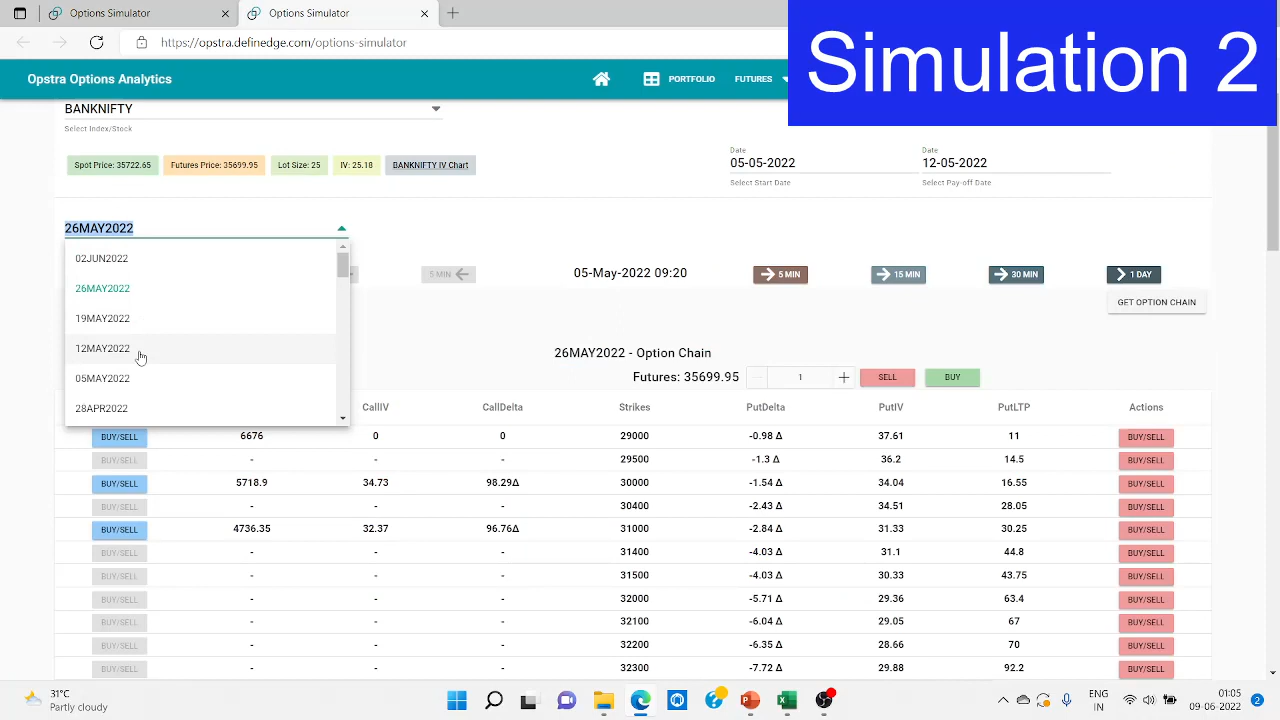 Opstra
DEFINEDGE
DEFINEDGE
https://opstra.definedge.com/options-simulator
Simulation 2
Opstra Options Analytics
PORTFOLIO
FUTURES
BANKNIFTY
Select Index/Stock
Spot Price: 35722.65 Futures Price: 35699.95 Lot Size: 25 IV: 25.18 BANKNIFTY IV Chart
Date
05-05-2022
Select Start Date
Date
12-05-2022
Select Pay-off Date
26MAY2022
02JUN2022
26MAY2022
19MAY2022
12MAY2022
05MAY2022
28APR2022
5 MIN 05-May-2022 09:20 5 MIN 15 MIN 30 MIN 1 DAY
GET OPTION CHAIN
26MAY2022 - Option Chain
Futures: 35699.95 1 SELL BUY
CallIV CallDelta Strikes PutDelta PutIV PutLTP Actions
BUY/SELL 6676 0 0 29000 -0.98 Δ 37.61 11 BUY/SELL
BUY/SELL - - - 29500 -1.3 Δ 36.2 14.5 BUY/SELL
BUY/SELL 5718.9 34.73 98.29Δ 30000 -1.54 Δ 34.04 16.55 BUY/SELL
BUY/SELL - - - 30400 -2.43 Δ 34.51 28.05 BUY/SELL
BUY/SELL 4736.35 32.37 96.76Δ 31000 -2.84 Δ 31.33 30.25 BUY/SELL
BUY/SELL - - - 31400 -4.03 Δ 31.1 44.8 BUY/SELL
BUY/SELL - - - 31500 -4.03 Δ 30.33 43.75 BUY/SELL
BUY/SELL - - - 32000 -5.71 Δ 29.36 63.4 BUY/SELL
BUY/SELL - - - 32100 -6.04 Δ 29.05 67 BUY/SELL
BUY/SELL - - - 32200 -6.35 Δ 28.66 70 BUY/SELL
BUY/SELL - - - 32300 -7.72 Δ 29.88 92.2 BUY/SELL
31°C
Partly cloudy
ENG
IN
01:05
09-06-2022
2